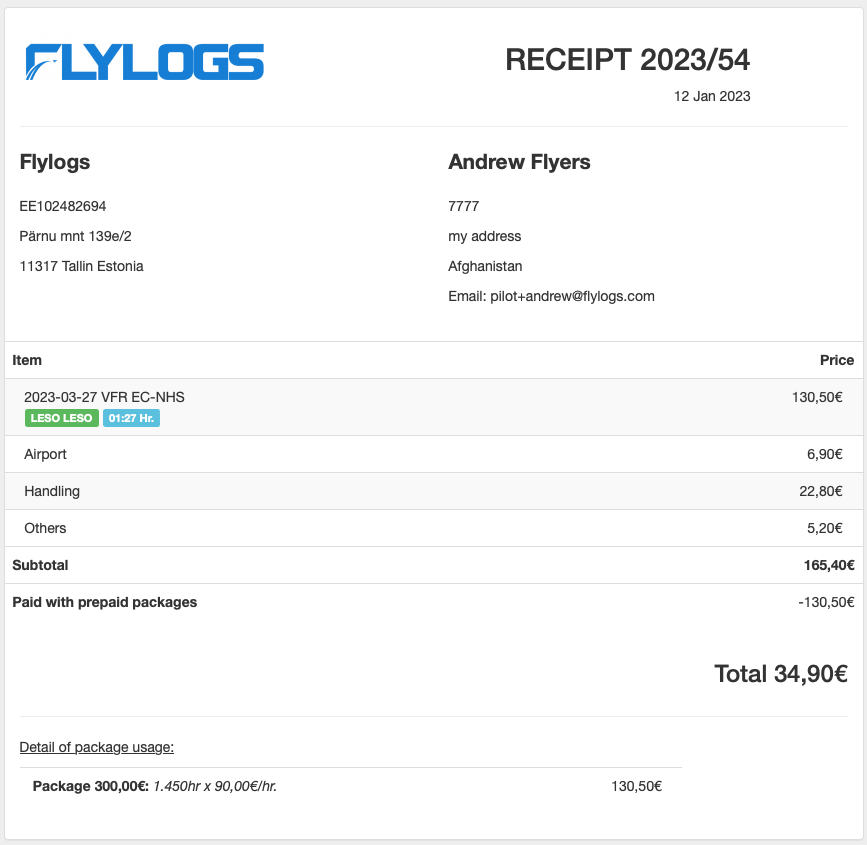 FLYLOGS
RECEIPT 2023/54
12 Jan 2023
Flylogs
EE102482694
Pärnu mnt 139e/2
11317 Tallin Estonia
Andrew Flyers
7777
my address
Afghanistan
Email: pilot+andrew@flylogs.com
Item Price
2023-03-27 VFR EC-NHS 130,50€
LESO LESO 01:27 Hr.
Airport 6,90€
Handling 22,80€
Others 5,20€
Subtotal 165,40€
Paid with prepaid packages -130,50€
Total 34,90€
Detail of package usage:
Package 300,00€: 1.450hr x 90,00€/hr. 130,50€